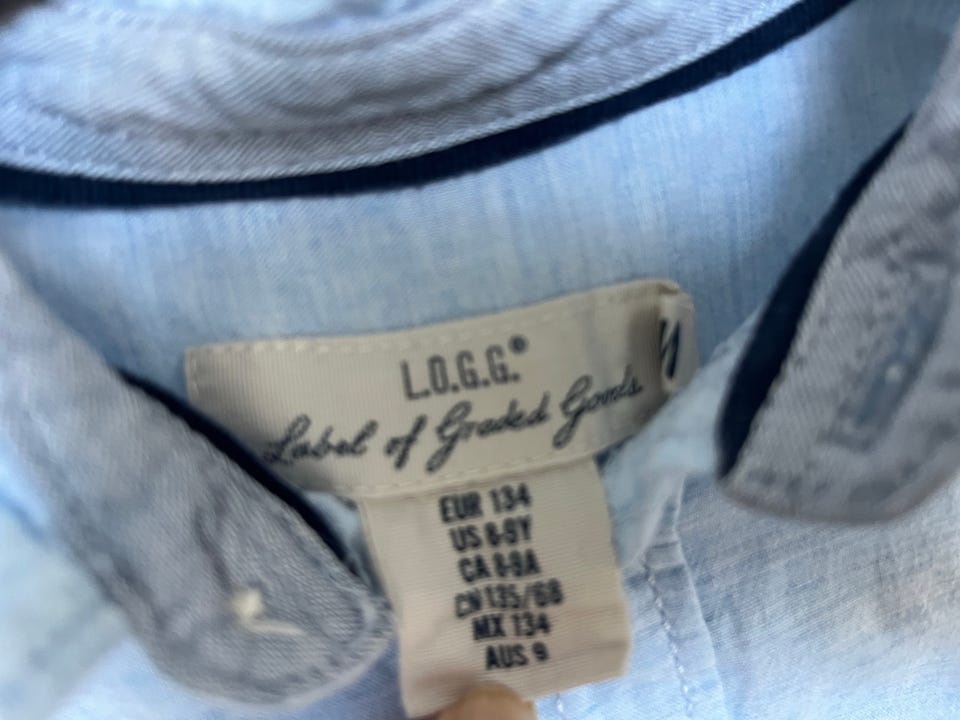 L.O.G.G.®
Label of Graded Goods
EUR 134
US 8-9Y
CA 8-9A
CN 135/68
MX 134
AUS 9